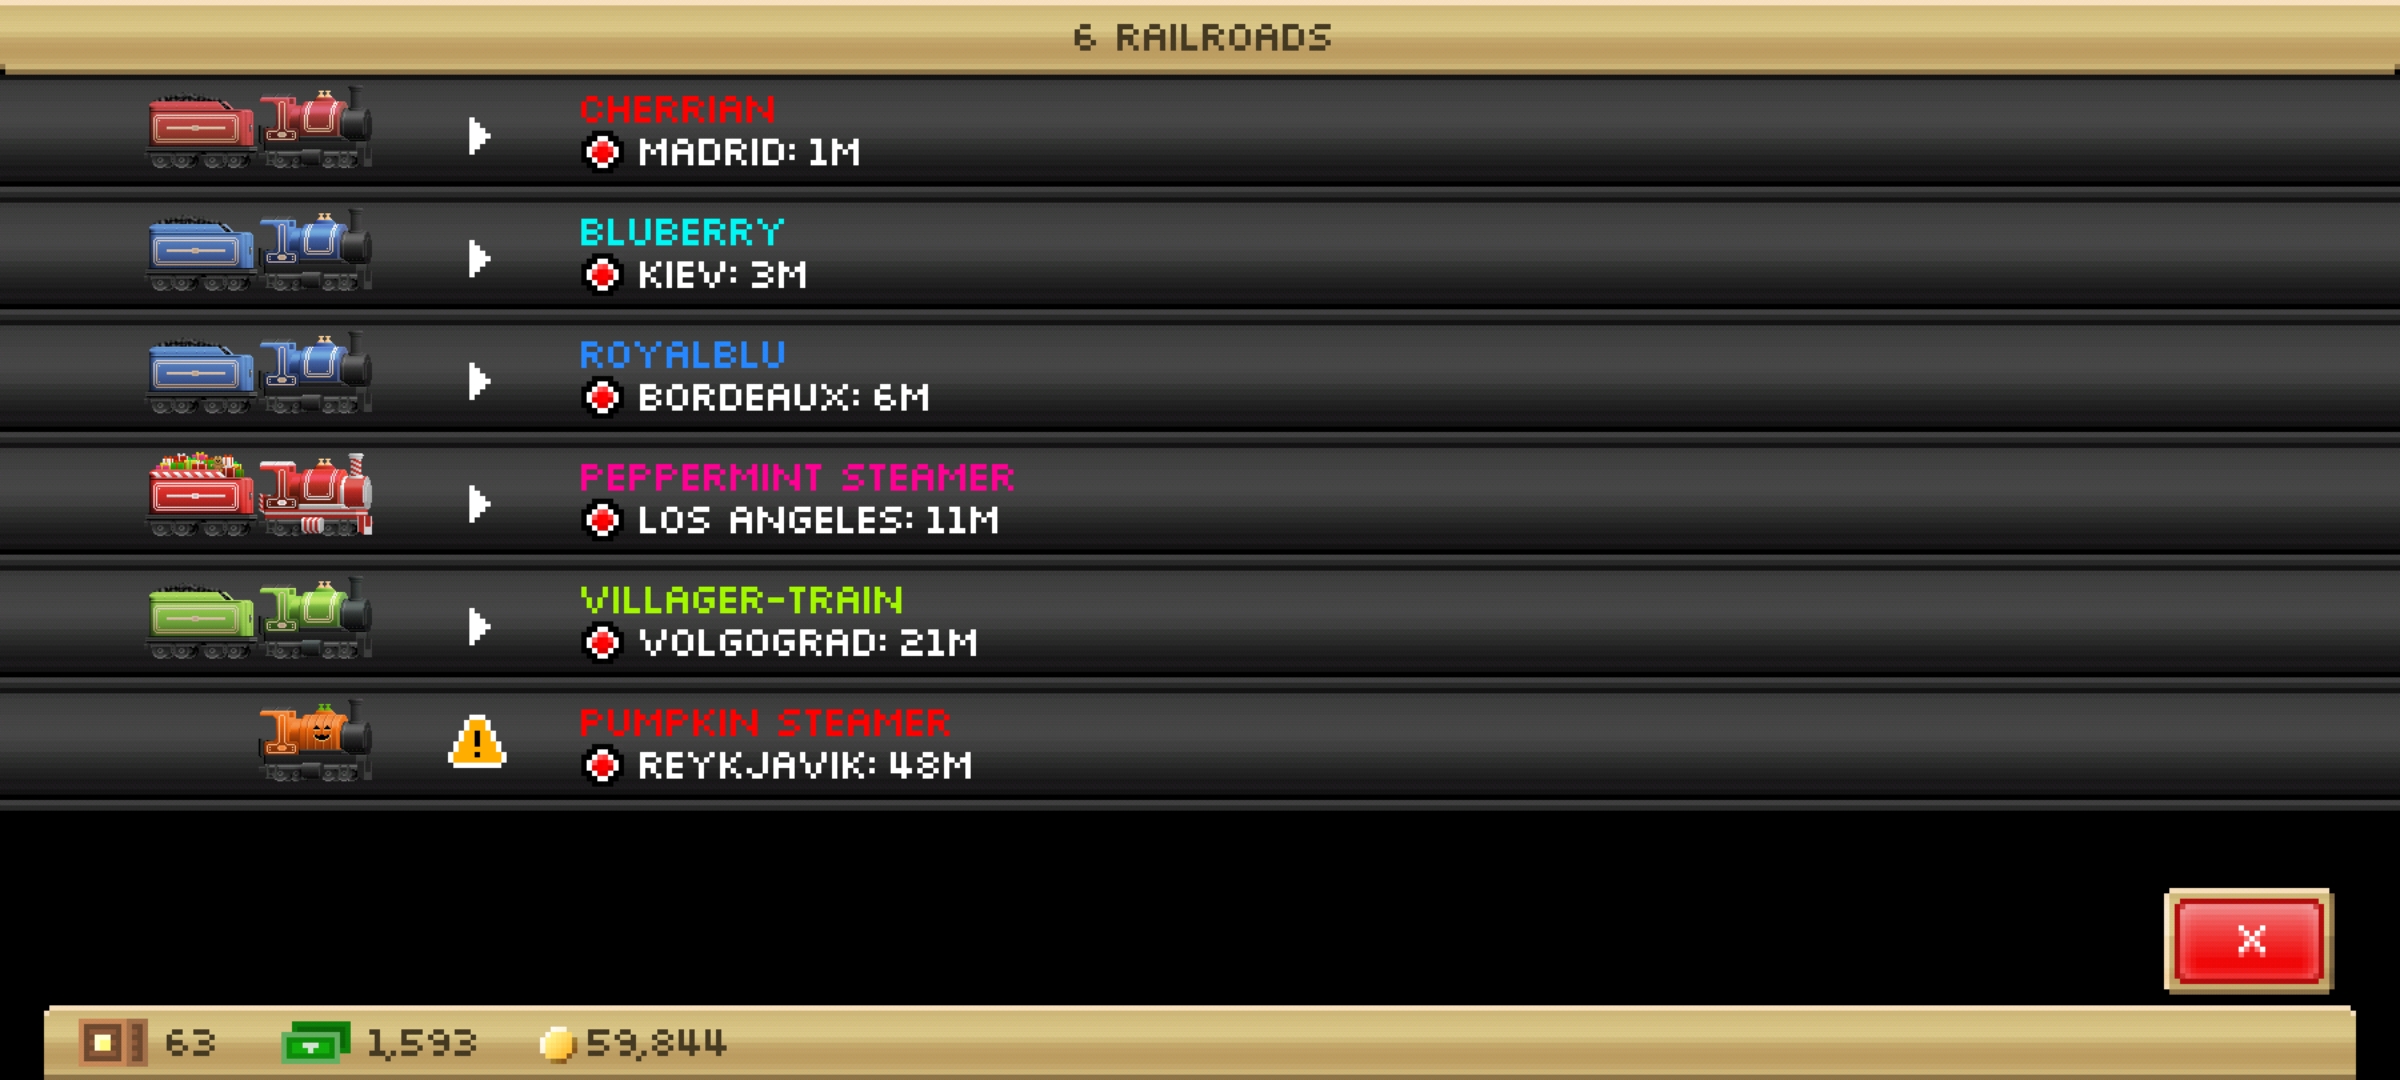 6 RAILROADS
CHERRIAN
MADRID: 1M
BLUBERRY
KIEV: 3M
ROYALBLU
BORDEAUX: 6M
PEPPERMINT STEAMER
LOS ANGELES: 11M
VILLAGER-TRAIN
VOLGOGRAD: 21M
PUMPKIN STEAMER
REYKJAVIK: 48M
X
63 1,593 59,844